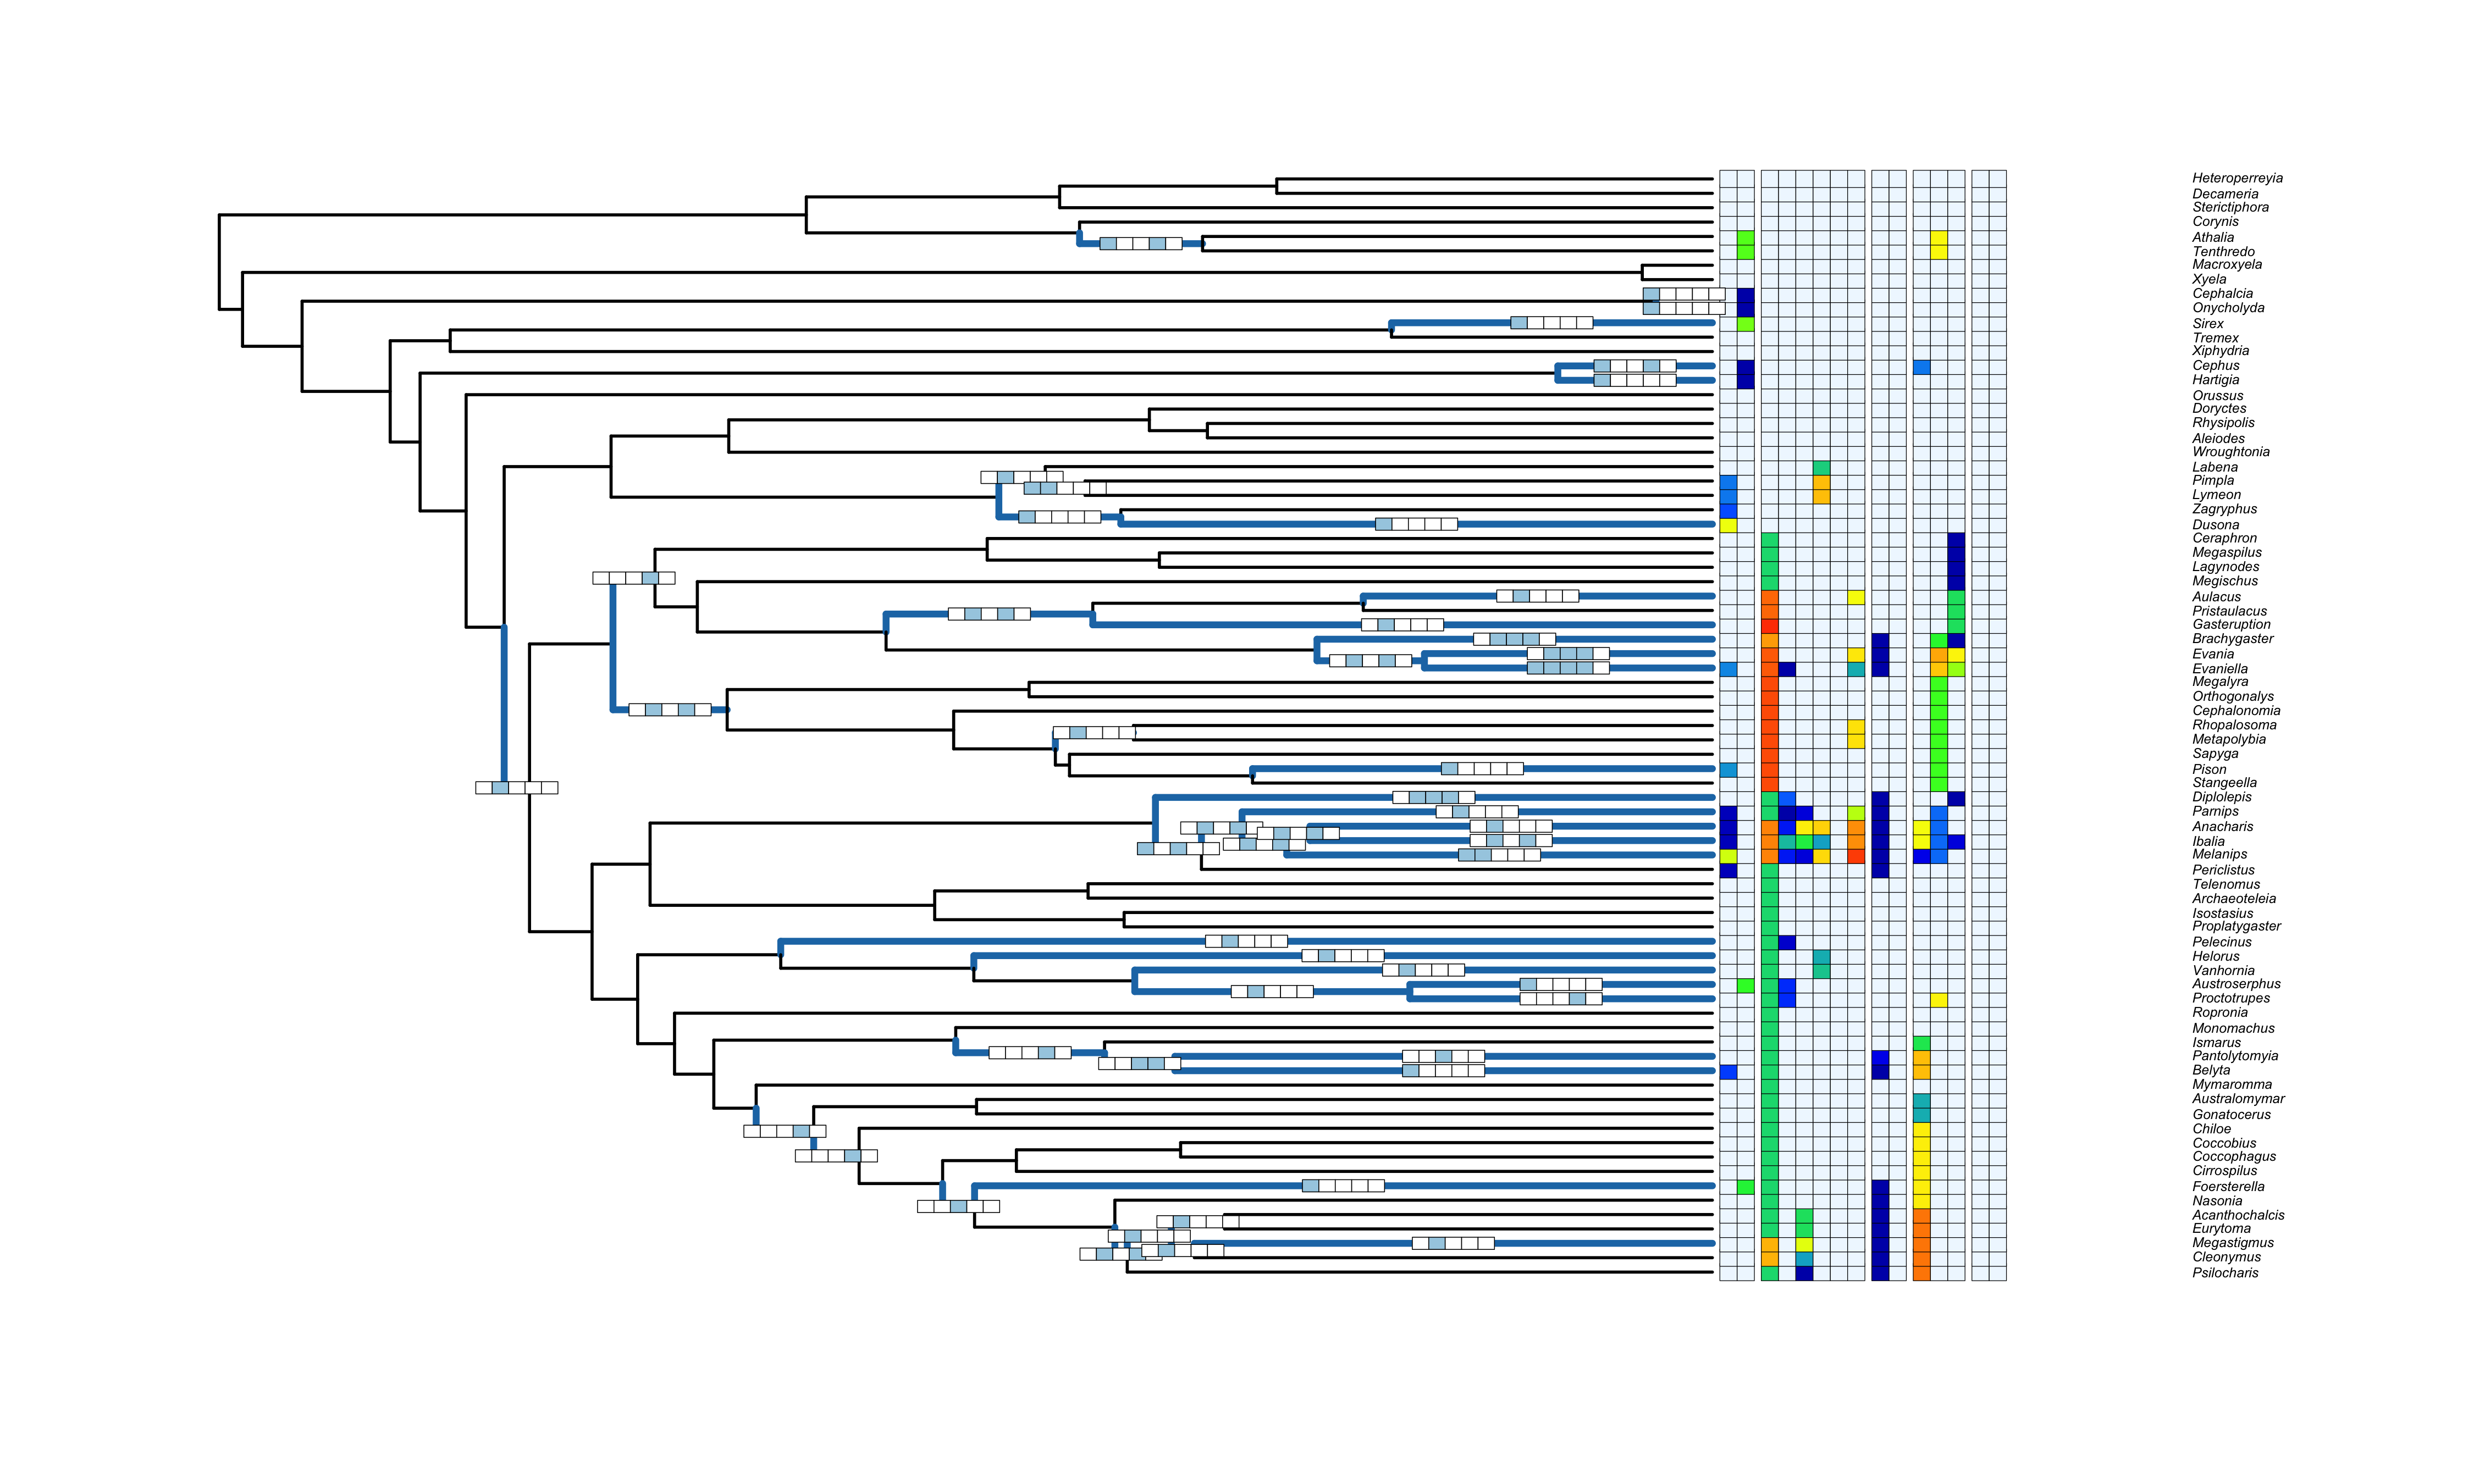 Heteroperreyia
Decameria
Sterictiphora
Corynis
Athalia
Tenthredo
Macroxyela
Xyela
Cephalcia
Onycholyda
Sirex
Tremex
Xiphydria
Cephus
Hartigia
Orussus
Doryctes
Rhysipolis
Aleiodes
Wroughtonia
Labena
Pimpla
Lymeon
Zagryphus
Dusona
Ceraphron
Megaspilus
Lagynodes
Megischus
Aulacus
Pristaulacus
Gasteruption
Brachygaster
Evania
Evaniella
Megalyra
Orthogonalys
Cephalonomia
Rhopalosoma
Metapolybia
Sapyga
Pison
Stangeella
Diplolepis
Parnips
Anacharis
Ibalia
Melanips
Periclistus
Telenomus
Archaeoteleia
Isostasius
Proplatygaster
Pelecinus
Helorus
Vanhornia
Austroserphus
Proctotrupes
Ropronia
Monomachus
Ismarus
Pantolytomyia
Belyta
Mymaromma
Australomymar
Gonatocerus
Chiloe
Coccobius
Coccophagus
Cirrospilus
Foersterella
Nasonia
Acanthochalcis
Eurytoma
Megastigmus
Cleonymus
Psilocharis